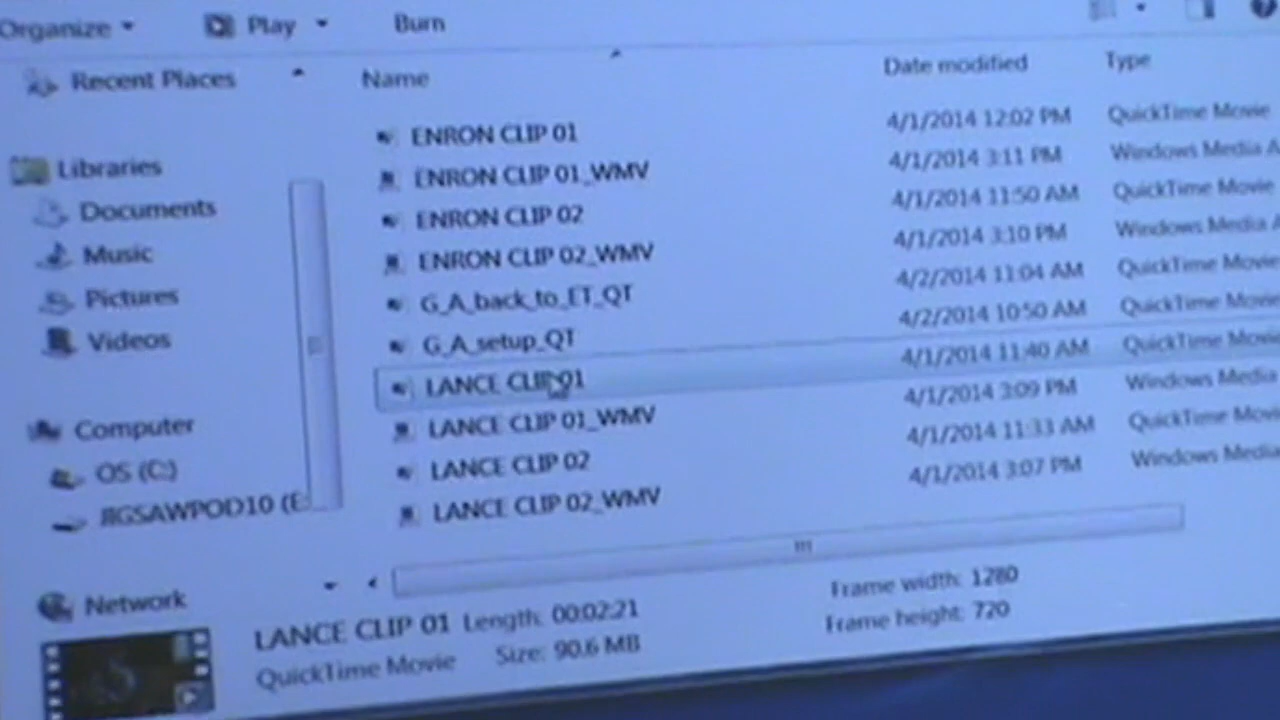 Organize Play Burn
Recent Places
Libraries
Documents
Music
Pictures
Videos
Computer
OS (C:)
JIGSAWPOD10 (E:
Network
Name Date modified Type
ENRON CLIP 01 4/1/2014 12:02 PM QuickTime Movie
ENRON CLIP 01_WMV 4/1/2014 3:11 PM Windows Media A
ENRON CLIP 02 4/1/2014 11:50 AM QuickTime Movie
ENRON CLIP 02_WMV 4/1/2014 3:10 PM Windows Media A
G_A_back_to_ET_QT 4/2/2014 11:04 AM QuickTime Movie
G_A_setup_QT 4/2/2014 10:50 AM QuickTime Movie
LANCE CLIP 01 4/1/2014 11:40 AM QuickTime Movie
LANCE CLIP 01_WMV 4/1/2014 3:09 PM Windows Media
LANCE CLIP 02 4/1/2014 11:33 AM QuickTime Movie
LANCE CLIP 02_WMV 4/1/2014 3:07 PM Windows Media
LANCE CLIP 01 Length: 00:02:21 Frame width: 1280
QuickTime Movie Size: 90.6 MB Frame height: 720